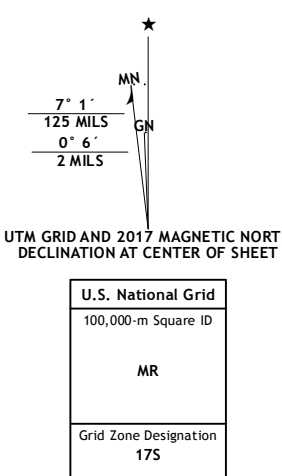 ★
MN
7° 1´
125 MILS
GN
0° 6´
2 MILS
UTM GRID AND 2017 MAGNETIC NORT
DECLINATION AT CENTER OF SHEET
U.S. National Grid
100,000-m Square ID
MR
Grid Zone Designation
17S